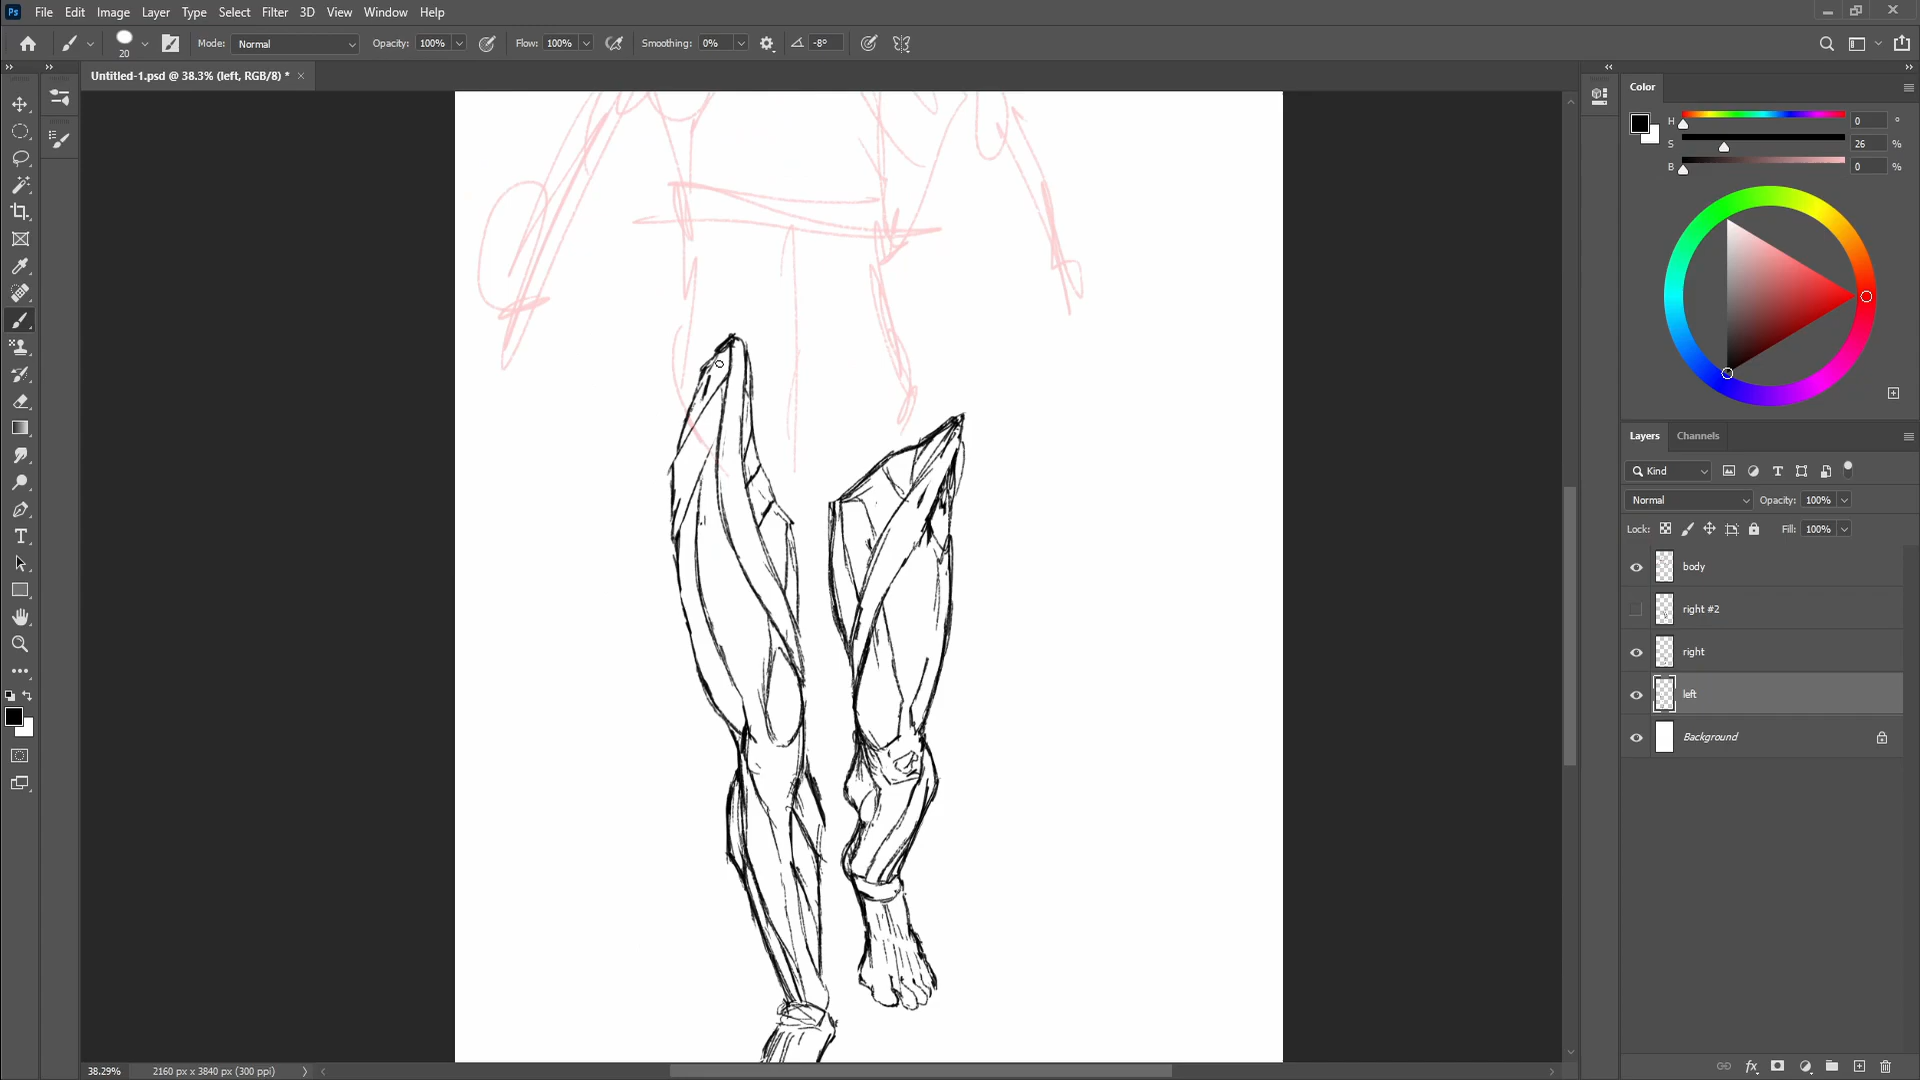 Ps File Edit Image Layer Type Select Filter 3D View Window Help
20 Mode: Normal Opacity: 100% Flow: 100% Smoothing: 0% -8°
Untitled-1.psd @ 38.3% (left, RGB/8) *
Color
H 0 °
S 26 %
B 0 %
Layers Channels
Kind
Normal Opacity: 100%
Lock: Fill: 100%
body
right #2
right
left
Background
38.29% 2160 px x 3840 px (300 ppi)